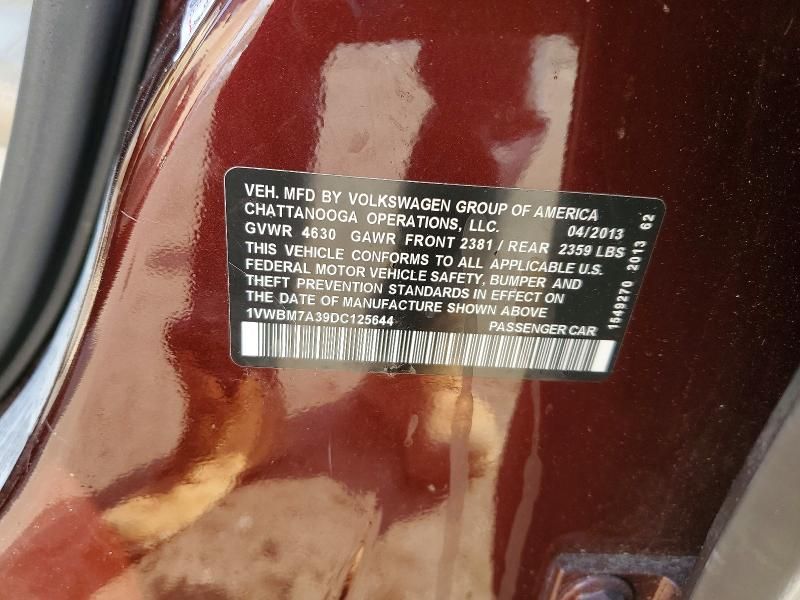 VEH. MFD BY VOLKSWAGEN GROUP OF AMERICA
CHATTANOOGA OPERATIONS, LLC. 04/2013
GVWR 4630 GAWR FRONT 2381 / REAR 2359 LBS
THIS VEHICLE CONFORMS TO ALL APPLICABLE U.S.
FEDERAL MOTOR VEHICLE SAFETY, BUMPER AND
THEFT PREVENTION STANDARDS IN EFFECT ON
THE DATE OF MANUFACTURE SHOWN ABOVE
1VWBM7A39DC125644 PASSENGER CAR
1549270 2013 62